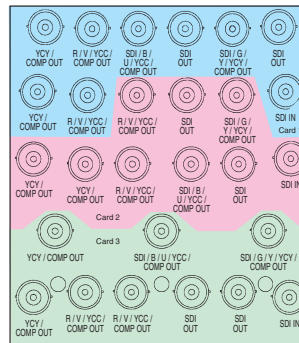 YCY /
COMP OUT
R / V / YCC /
COMP OUT
SDI / B /
U / YCC /
COMP OUT
SDI
OUT
SDI / G /
Y / YCY /
COMP OUT
SDI
OUT
YCY /
COMP OUT
R / V / YCC /
COMP OUT
R / V / YCC /
COMP OUT
SDI
OUT
SDI / G /
Y / YCY /
COMP OUT
SDI IN
Card
YCY /
COMP OUT
YCY /
COMP OUT
R / V / YCC /
COMP OUT
SDI / B /
U / YCC /
COMP OUT
SDI
OUT
SDI IN
Card 2
Card 3
YCY / COMP OUT
SDI / B / U / YCC /
COMP OUT
SDI / G / Y / YCY /
COMP OUT
YCY /
COMP OUT
R / V / YCC /
COMP OUT
R / V / YCC /
COMP OUT
SDI
OUT
SDI
OUT
SDI IN